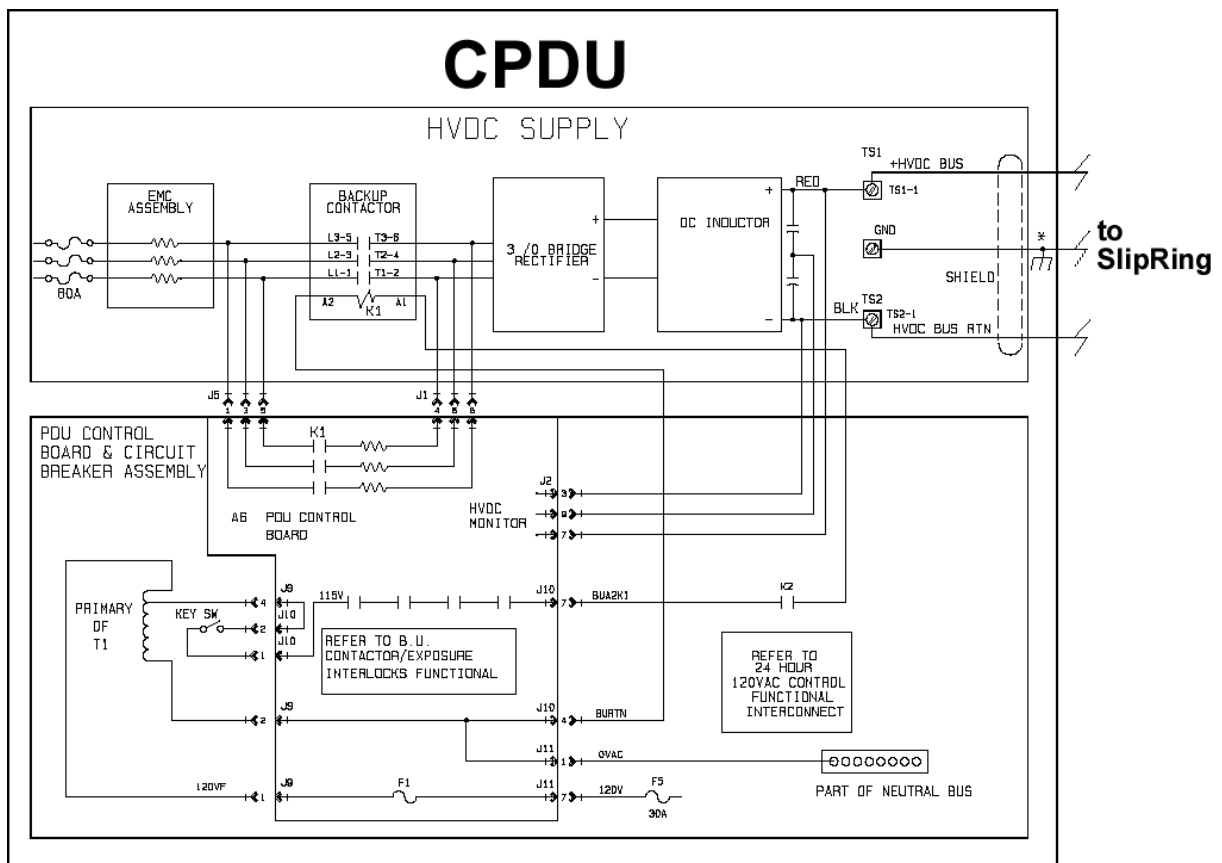 CPDU
HVDC SUPPLY
EMC
ASSEMBLY
80A
BACKUP
CONTACTOR
L3-5 T3-6
L2-3 T2-4
L1-1 T1-2
A2 K1 A1
+
3 /0 BRIDGE
RECTIFIER
-
+
DC INDUCTOR
-
RED
BLK
TS1
+HVDC BUS
TS1-1
GND
*
SHIELD
TS2
TS2-1
HVDC BUS RTN
to
SlipRing
J5
1 3 5
J1
4 6 8
PDU CONTROL
BOARD & CIRCUIT
BREAKER ASSEMBLY
K1
A6 PDU CONTROL
BOARD
HVDC
MONITOR
J2
3
9
7
PRIMARY
OF
T1
KEY SW
4 J9
2 J10
1 J10
115V
J10
7
BUA2K1
K2
REFER TO B.U.
CONTACTOR/EXPOSURE
INTERLOCKS FUNCTIONAL
REFER TO
24 HOUR
120VAC CONTROL
FUNCTIONAL
INTERCONNECT
2 J9
J10
4
BURTN
J11
1
0VAC
PART OF NEUTRAL BUS
120VF
1 J9
F1
J11
7
120V
F5
30A